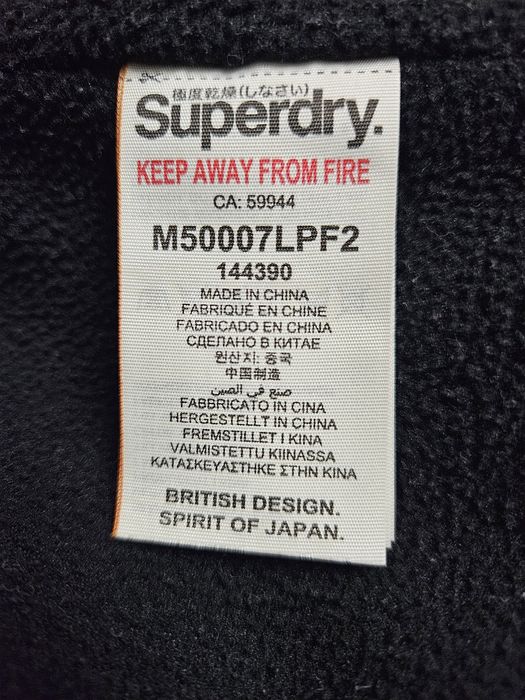 極度乾燥(しなさい)
Superdry.
KEEP AWAY FROM FIRE
CA: 59944
M50007LPF2
144390
MADE IN CHINA
FABRIQUÉ EN CHINE
FABRICADO EN CHINA
СДЕЛАНО В КИТАЕ
원산지: 중국
中国制造
صنع في الصين
FABBRICATO IN CINA
HERGESTELLT IN CHINA
FREMSTILLET I KINA
VALMISTETTU KIINASSA
ΚΑΤΑΣΚΕΥΑΣΤΗΚΕ ΣΤΗΝ ΚΙΝΑ
BRITISH DESIGN.
SPIRIT OF JAPAN.